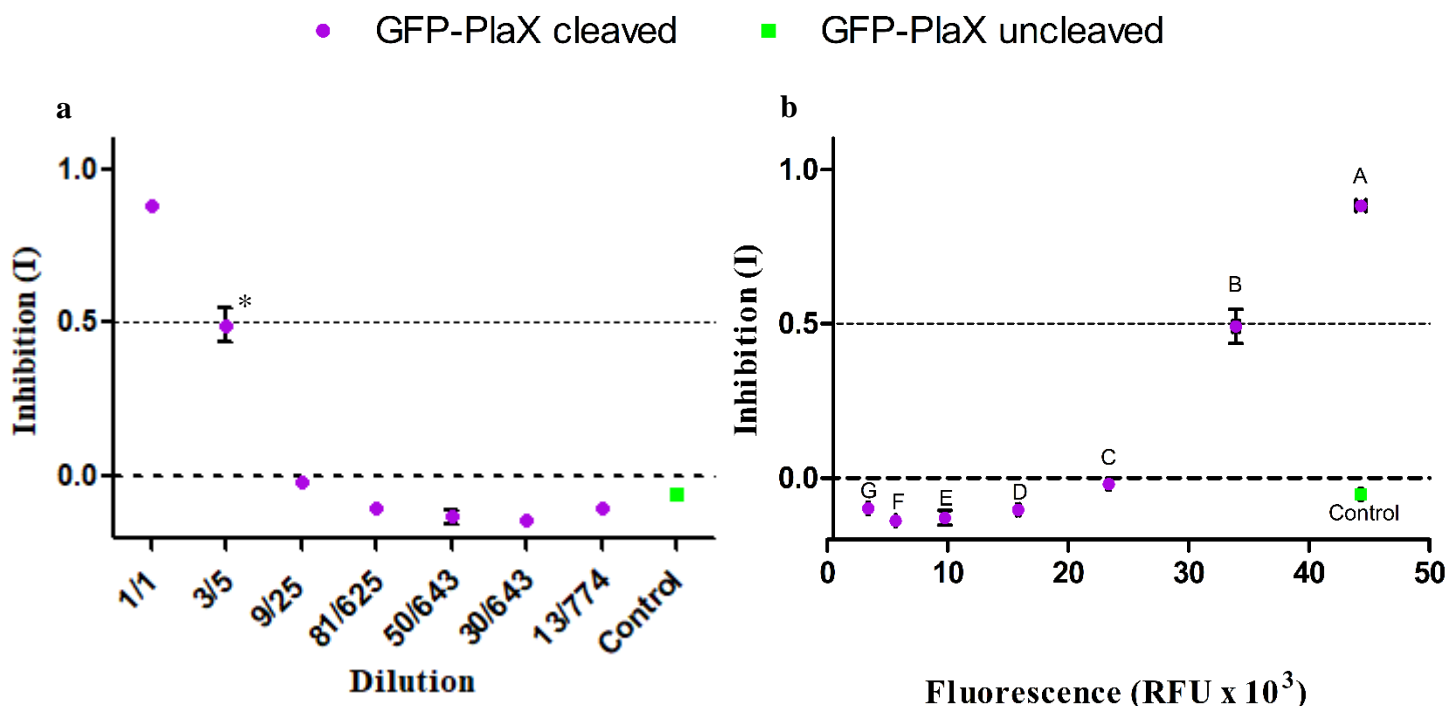 GFP-PlaX cleaved GFP-PlaX uncleaved
a
Inhibition (I)
1.0
0.5
0.0
*
1/1 3/5 9/25 81/625 50/643 30/643 13/774 Control
Dilution
b
Inhibition (I)
1.0
0.5
0.0
A
B
C
D
E
F
G
Control
0 10 20 30 40 50
Fluorescence (RFU x 10³)